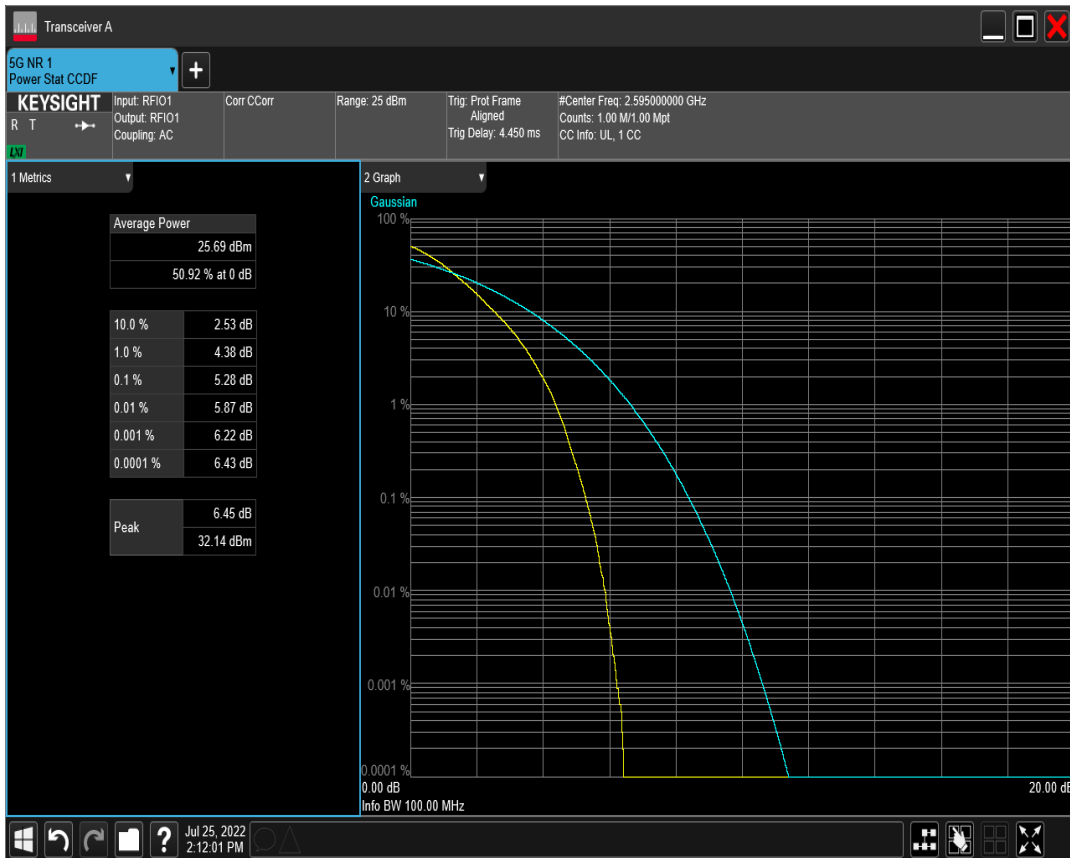 Transceiver A
5G NR 1
Power Stat CCDF
+
KEYSIGHT
R T
LXI
Input: RFIO1
Output: RFIO1
Coupling: AC
Corr CCorr
Range: 25 dBm
Trig: Prot Frame
Aligned
Trig Delay: 4.450 ms
#Center Freq: 2.595000000 GHz
Counts: 1.00 M/1.00 Mpt
CC Info: UL, 1 CC
1 Metrics
Average Power
25.69 dBm
50.92 % at 0 dB
10.0 % 2.53 dB
1.0 % 4.38 dB
0.1 % 5.28 dB
0.01 % 5.87 dB
0.001 % 6.22 dB
0.0001 % 6.43 dB
Peak 6.45 dB
32.14 dBm
2 Graph
Gaussian
100 %
10 %
1 %
0.1 %
0.01 %
0.001 %
0.0001 %
0.00 dB 20.00 dB
Info BW 100.00 MHz
?
Jul 25, 2022
2:12:01 PM